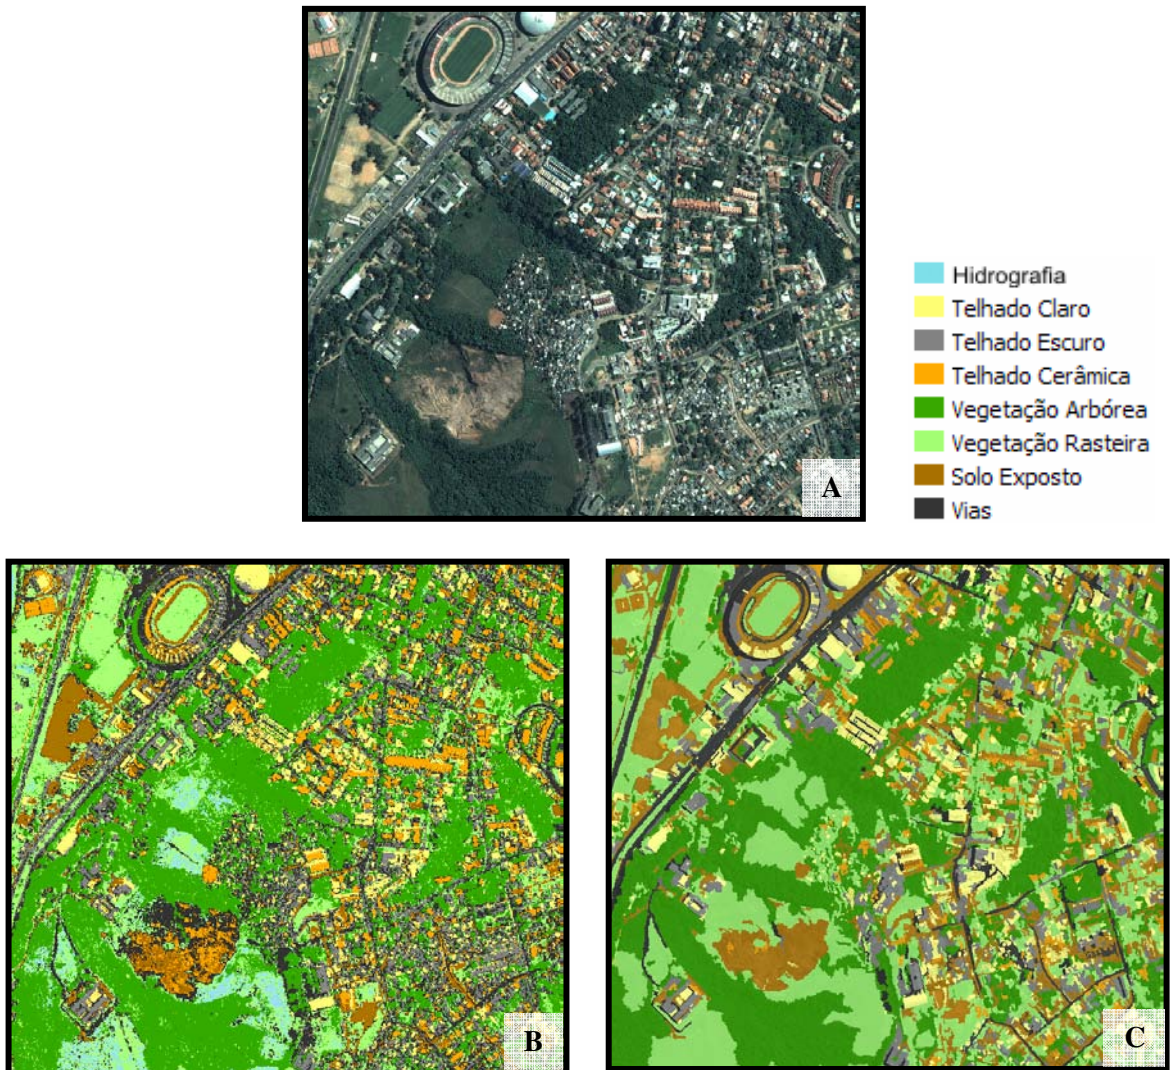 A
Hidrografia
Telhado Claro
Telhado Escuro
Telhado Cerâmica
Vegetação Arbórea
Vegetação Rasteira
Solo Exposto
Vias
B
C